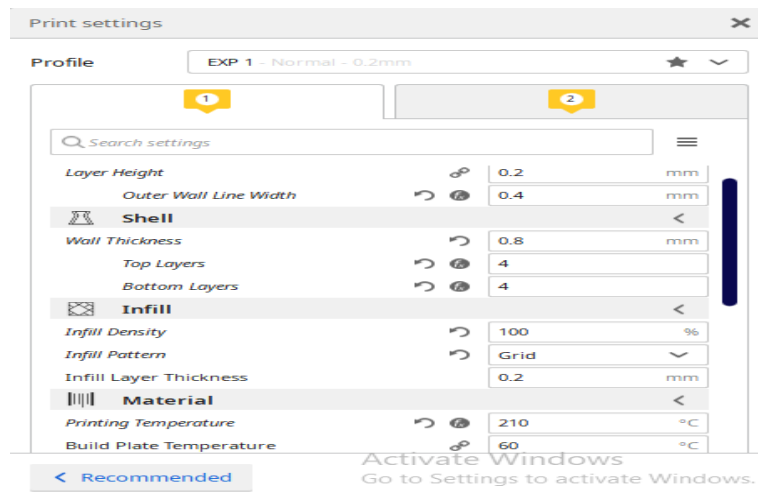 Print settings
Profile EXP 1 - Normal - 0.2mm
1 2
Search settings
Layer Height 0.2 mm
Outer Wall Line Width 0.4 mm
Shell
Wall Thickness 0.8 mm
Top Layers 4
Bottom Layers 4
Infill
Infill Density 100 %
Infill Pattern Grid
Infill Layer Thickness 0.2 mm
Material
Printing Temperature 210 °C
Build Plate Temperature 60 °C
Activate Windows
Recommended
Go to Settings to activate Windows.